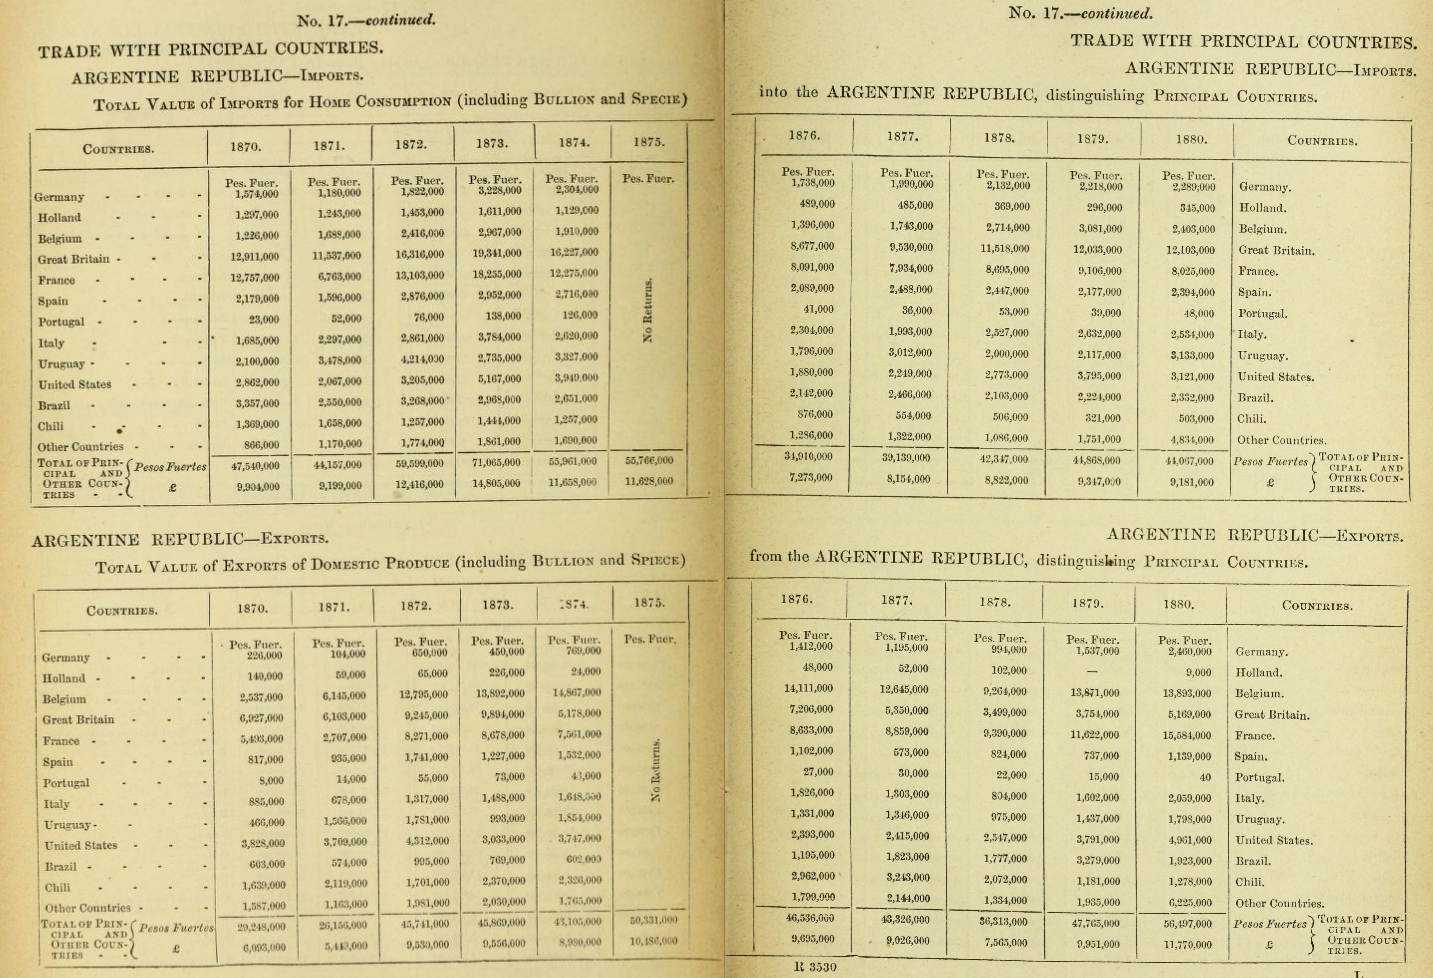 No. 17.—continued.
TRADE WITH PRINCIPAL COUNTRIES.
ARGENTINE REPUBLIC—IMPORTS.
TOTAL VALUE of IMPORTS for HOME CONSUMPTION (including BULLION and SPECIE)
COUNTRIES. 1870. 1871. 1872. 1873. 1874. 1875.
Pes. Fuer. Pes. Fuer. Pes. Fuer. Pes. Fuer. Pes. Fuer. Pes. Fuer.
Germany - - - - 1,574,000 1,180,000 1,822,000 3,228,000 2,304,000
Holland - - - 1,297,000 1,243,000 1,453,000 1,611,000 1,129,000
Belgium - - - - 1,226,000 1,688,000 2,416,000 2,967,000 1,910,000
Great Britain - - - 12,911,000 11,537,000 16,316,000 19,341,000 16,227,000
France - - - - 12,757,000 6,763,000 13,103,000 18,255,000 12,275,000
Spain - - - - 2,179,000 1,596,000 2,876,000 2,952,000 2,716,000
Portugal - - - - 23,000 52,000 76,000 138,000 126,000
Italy - - - 1,685,000 2,297,000 2,861,000 3,784,000 2,620,000
Uruguay - - - - 2,100,000 3,478,000 4,214,000 2,735,000 3,327,000
United States - - - 2,862,000 2,067,000 3,205,000 5,167,000 3,949,000
Brazil - - - - 3,357,000 2,550,000 3,268,000 2,968,000 2,651,000
Chili - - - - 1,369,000 1,658,000 1,257,000 1,444,000 1,257,000
Other Countries - - - 866,000 1,170,000 1,774,000 1,861,000 1,690,000
No Returns.
TOTAL OF PRIN-
CIPAL AND
OTHER COUN-
TRIES - -
Pesos Fuertes 47,540,000 44,157,000 59,599,000 71,065,000 55,961,000 55,766,000
£ 9,904,000 9,199,000 12,416,000 14,805,000 11,658,000 11,628,000
ARGENTINE REPUBLIC—EXPORTS.
TOTAL VALUE of EXPORTS of DOMESTIC PRODUCE (including BULLION and SPIECE)
COUNTRIES. 1870. 1871. 1872. 1873. 1874. 1875.
Pes. Fuer. Pes. Fuer. Pes. Fuer. Pes. Fuer. Pes. Fuer. Pes. Fuer.
Germany - - - - 226,000 104,000 650,000 450,000 769,000
Holland - - - - 140,000 59,000 65,000 226,000 24,000
Belgium - - - - 2,537,000 6,145,000 12,795,000 13,892,000 14,867,000
Great Britain - - - 6,927,000 6,103,000 9,245,000 9,894,000 5,178,000
France - - - - 5,493,000 2,707,000 8,271,000 8,678,000 7,561,000
Spain - - - - 817,000 935,000 1,741,000 1,227,000 1,532,000
Portugal - - - 8,000 14,000 55,000 73,000
Italy - - - - 885,000 678,000 1,317,000 1,488,000
Uruguay - - - 466,000 1,566,000 1,781,000 993,000 1,854,000
United States - - - 3,828,000 3,709,000 4,312,000 3,033,000 3,747,000
Brazil - - - - 603,000 574,000 995,000 769,000 602,000
Chili - - - - 1,639,000 2,119,000 1,701,000 2,370,000 2,326,000
Other Countries - - - 1,587,000 1,163,000 1,981,000 2,030,000 1,765,000
No Returns.
TOTAL OF PRIN-
CIPAL AND
OTHER COUN-
TRIES - -
Pesos Fuertes 29,248,000 26,156,000 45,741,000 45,869,000 43,105,000 50,331,000
£ 6,093,000 5,449,000 9,530,000 9,556,000 8,980,000 10,486,000
No. 17.—continued.
TRADE WITH PRINCIPAL COUNTRIES.
ARGENTINE REPUBLIC—IMPORTS.
into the ARGENTINE REPUBLIC, distinguishing PRINCIPAL COUNTRIES.
1876. 1877. 1878. 1879. 1880. COUNTRIES.
Pes. Fuer. Pes. Fuer. Pes. Fuer. Pes. Fuer. Pes. Fuer.
1,738,000 1,990,000 2,132,000 2,218,000 2,289,000 Germany.
489,000 485,000 369,000 296,000 345,000 Holland.
1,396,000 1,743,000 2,714,000 3,081,000 2,403,000 Belgium.
8,677,000 9,530,000 11,518,000 12,033,000 12,103,000 Great Britain.
8,091,000 7,934,000 8,695,000 9,106,000 8,025,000 France.
2,089,000 2,488,000 2,447,000 2,177,000 2,394,000 Spain.
41,000 36,000 53,000 39,000 48,000 Portugal.
2,304,000 1,993,000 2,527,000 2,632,000 2,534,000 Italy.
1,796,000 3,012,000 2,000,000 2,117,000 3,133,000 Uruguay.
1,880,000 2,249,000 2,773,000 3,795,000 3,121,000 United States.
2,142,000 2,466,000 2,103,000 2,224,000 2,332,000 Brazil.
876,000 554,000 506,000 321,000 503,000 Chili.
1,286,000 1,322,000 1,086,000 1,751,000 4,834,000 Other Countries.
34,910,000 39,139,000 42,347,000 44,868,000 44,067,000 Pesos Fuertes
7,273,000 8,154,000 8,822,000 9,347,000 9,181,000 £
TOTAL OF PRIN-
CIPAL AND
OTHER COUN-
TRIES.
ARGENTINE REPUBLIC—EXPORTS.
from the ARGENTINE REPUBLIC, distinguishing PRINCIPAL COUNTRIES.
1876. 1877. 1878. 1879. 1880. COUNTRIES.
Pes. Fuer. Pes. Fuer. Pes. Fuer. Pes. Fuer. Pes. Fuer.
1,412,000 1,195,000 994,000 1,537,000 2,460,000 Germany.
48,000 52,000 102,000 — 9,000 Holland.
14,111,000 12,645,000 9,264,000 13,871,000 13,893,000 Belgium.
7,206,000 5,350,000 3,499,000 3,754,000 5,169,000 Great Britain.
8,633,000 8,859,000 9,390,000 11,622,000 15,584,000 France.
1,102,000 573,000 824,000 737,000 1,139,000 Spain.
27,000 30,000 22,000 15,000 40 Portugal.
1,826,000 1,303,000 804,000 1,602,000 2,059,000 Italy.
1,331,000 1,346,000 975,000 1,437,000 1,798,000 Uruguay.
2,393,000 2,415,000 2,547,000 3,791,000 4,961,000 United States.
1,195,000 1,823,000 1,777,000 3,279,000 1,923,000 Brazil.
2,962,000 3,243,000 2,072,000 1,181,000 1,278,000 Chili.
1,799,000 2,144,000 1,334,000 1,935,000 6,225,000 Other Countries.
46,536,000 43,326,000 36,313,000 47,765,000 56,497,000 Pesos Fuertes
9,695,000 9,026,000 7,565,000 9,951,000 11,770,000 £
TOTAL OF PRIN-
CIPAL AND
OTHER COUN-
TRIES.
R 3530